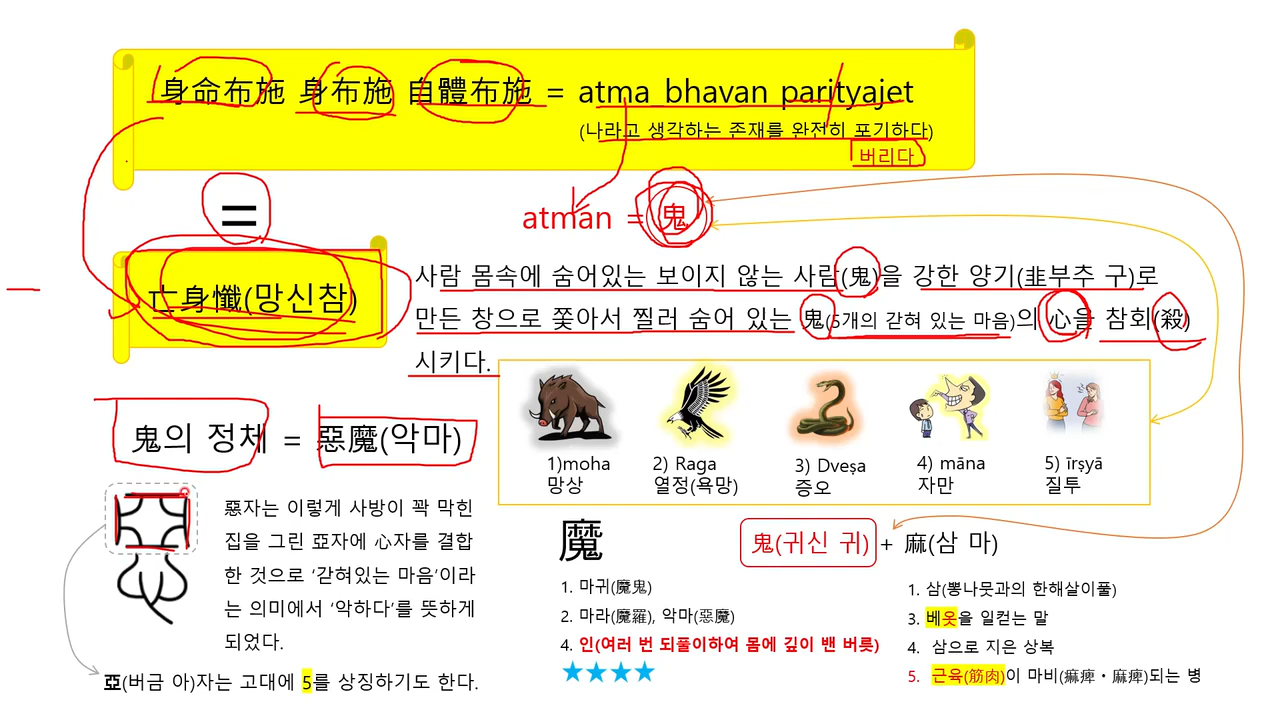 身命布施 身布施 自體布施 = atma bhavan parityajet
(나라고 생각하는 존재를 완전히 포기하다)
버리다
=
atman = 鬼
亡身懺(망신참)
사람 몸속에 숨어있는 보이지 않는 사람(鬼)을 강한 양기(韭부추 구)로
만든 창으로 쫓아서 찔러 숨어 있는 鬼(5개의 갇혀 있는 마음)의 心을 참회(殺)
시키다.
1)moha
망상
2) Raga
열정(욕망)
3) Dveṣa
증오
4) māna
자만
5) īrṣyā
질투
鬼의 정체 = 惡魔(악마)
惡자는 이렇게 사방이 꽉 막힌
집을 그린 亞자에 心자를 결합
한 것으로 ‘갇혀있는 마음’이라
는 의미에서 ‘악하다’를 뜻하게
되었다.
亞(버금 아)자는 고대에 5를 상징하기도 한다.
魔
鬼(귀신 귀) + 麻(삼 마)
1. 마귀(魔鬼)
2. 마라(魔羅), 악마(惡魔)
4. 인(여러 번 되풀이하여 몸에 깊이 밴 버릇)
★★★★
1. 삼(뽕나뭇과의 한해살이풀)
3. 베옷을 일컫는 말
4. 삼으로 지은 상복
5. 근육(筋肉)이 마비(痲痺・麻痺)되는 병